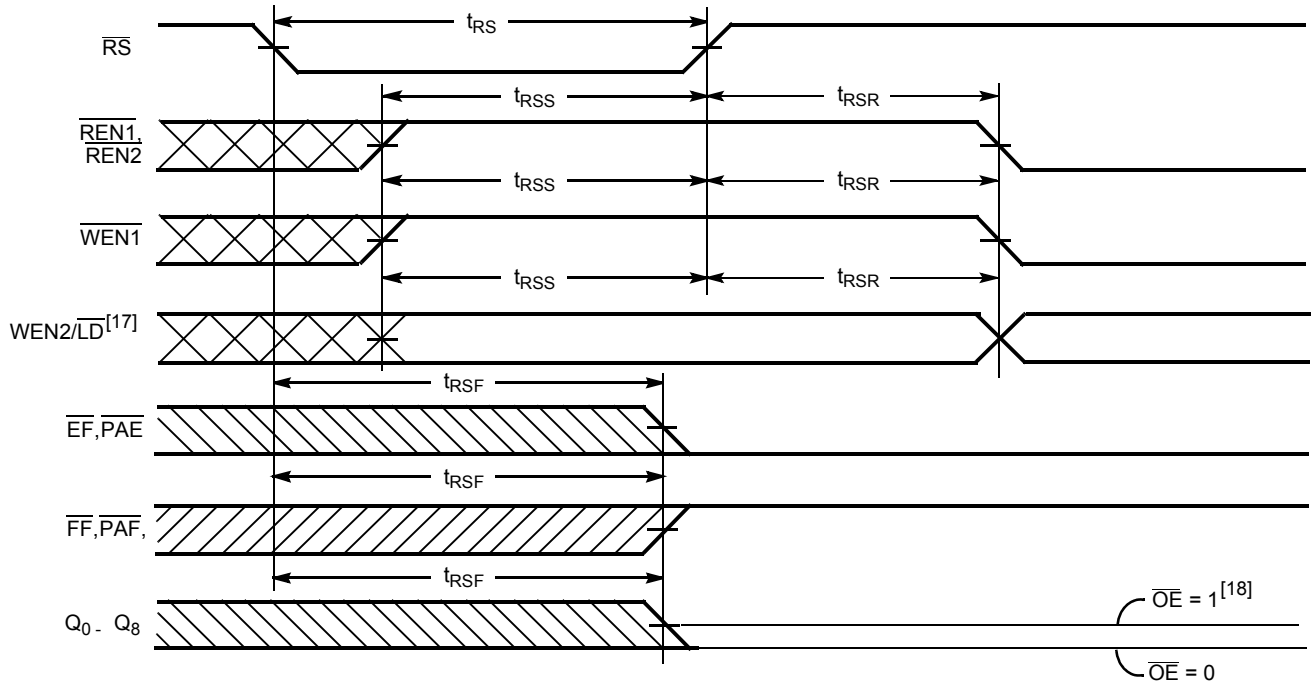 tRS
RS
tRSS tRSR
REN1,
REN2
tRSS tRSR
WEN1
tRSS tRSR
WEN2/LD[17]
tRSF
EF,PAE
tRSF
FF,PAF,
tRSF
OE = 1[18]
Q0 - Q8
OE = 0